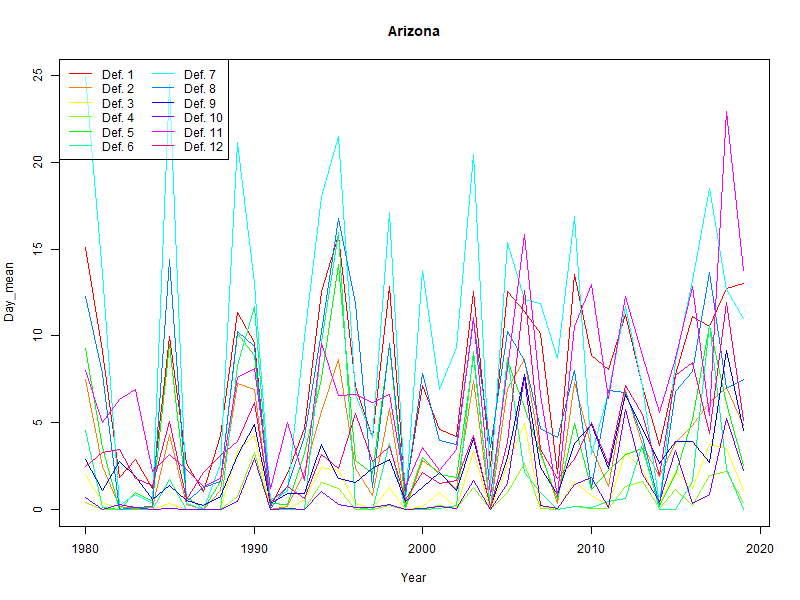 Arizona
Day_mean
25
20
15
10
5
0
Def. 1 Def. 7
Def. 2 Def. 8
Def. 3 Def. 9
Def. 4 Def. 10
Def. 5 Def. 11
Def. 6 Def. 12
1980 1990 2000 2010 2020
Year